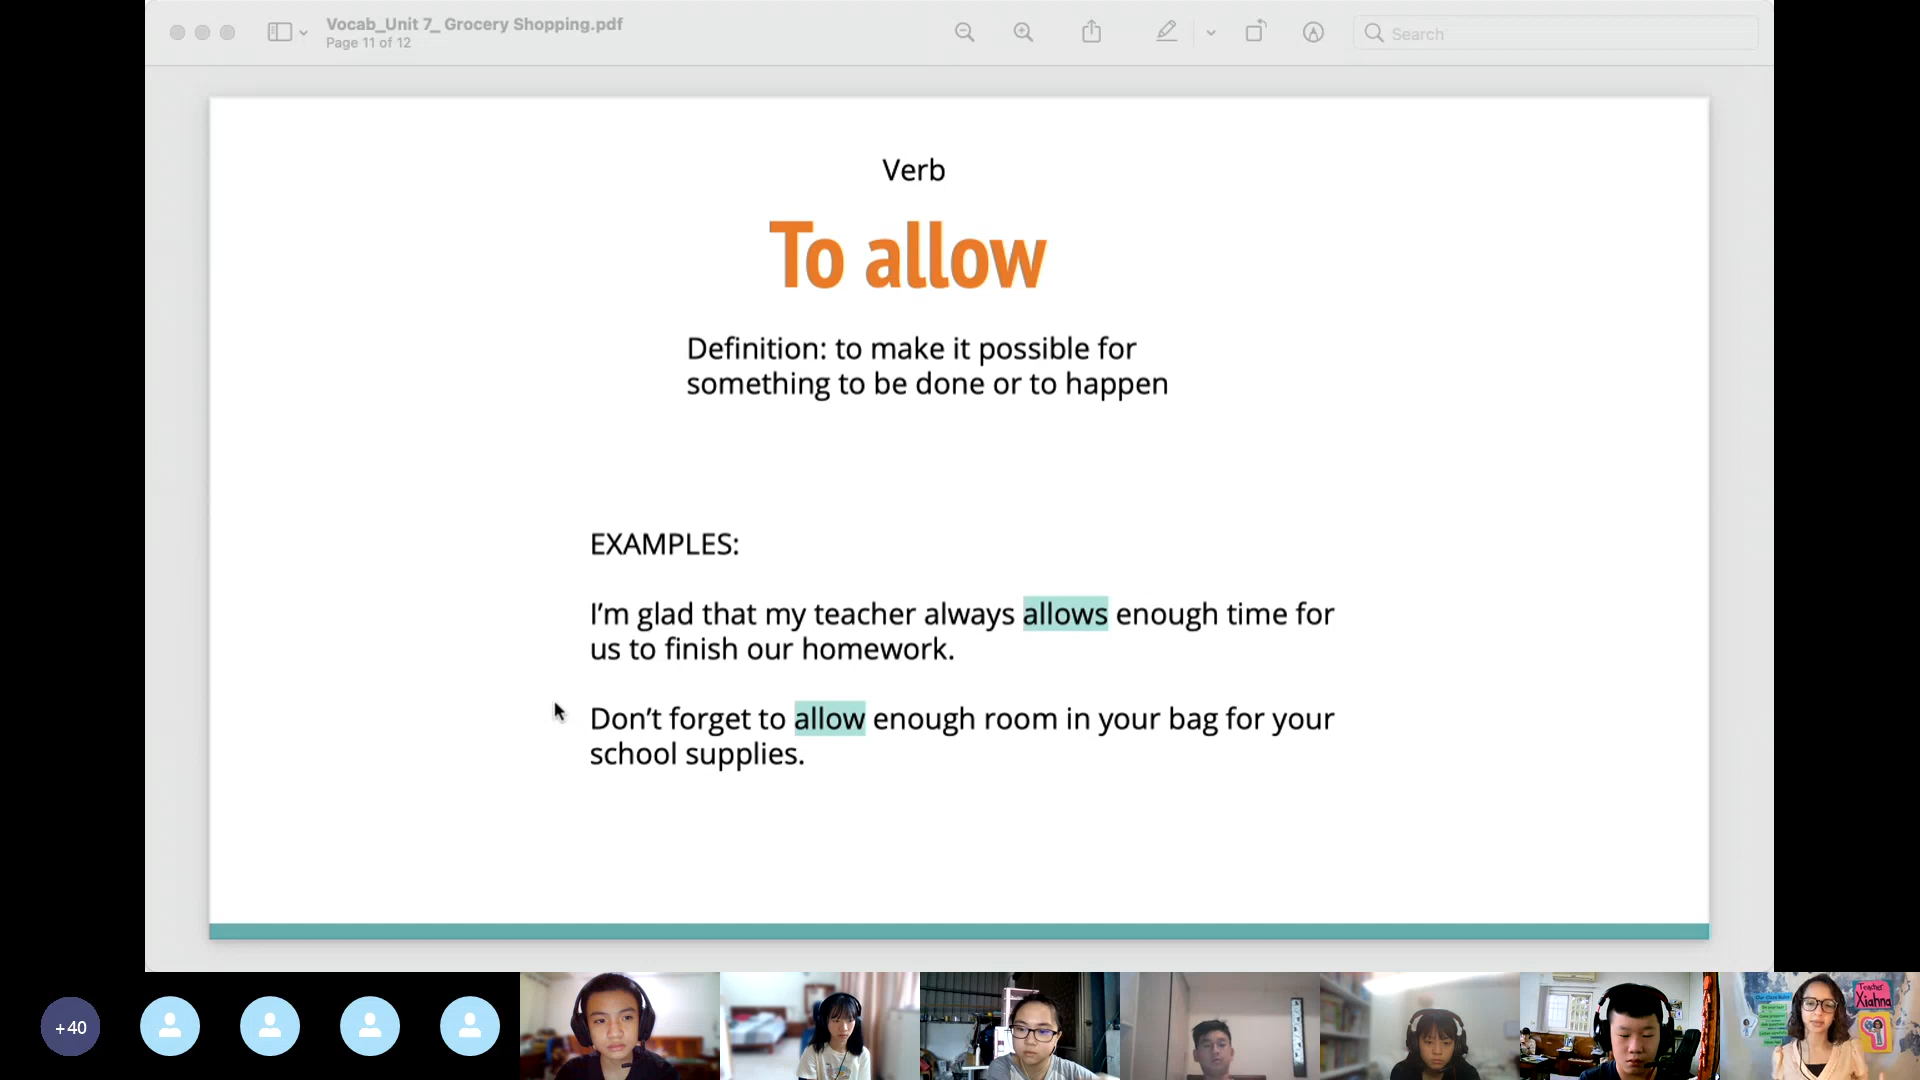 Vocab_Unit 7_ Grocery Shopping.pdf
Page 11 of 12
Search
Verb
To allow
Definition: to make it possible for
something to be done or to happen
EXAMPLES:
I’m glad that my teacher always allows enough time for
us to finish our homework.
Don’t forget to allow enough room in your bag for your
school supplies.
+40
Teacher
Xiahna